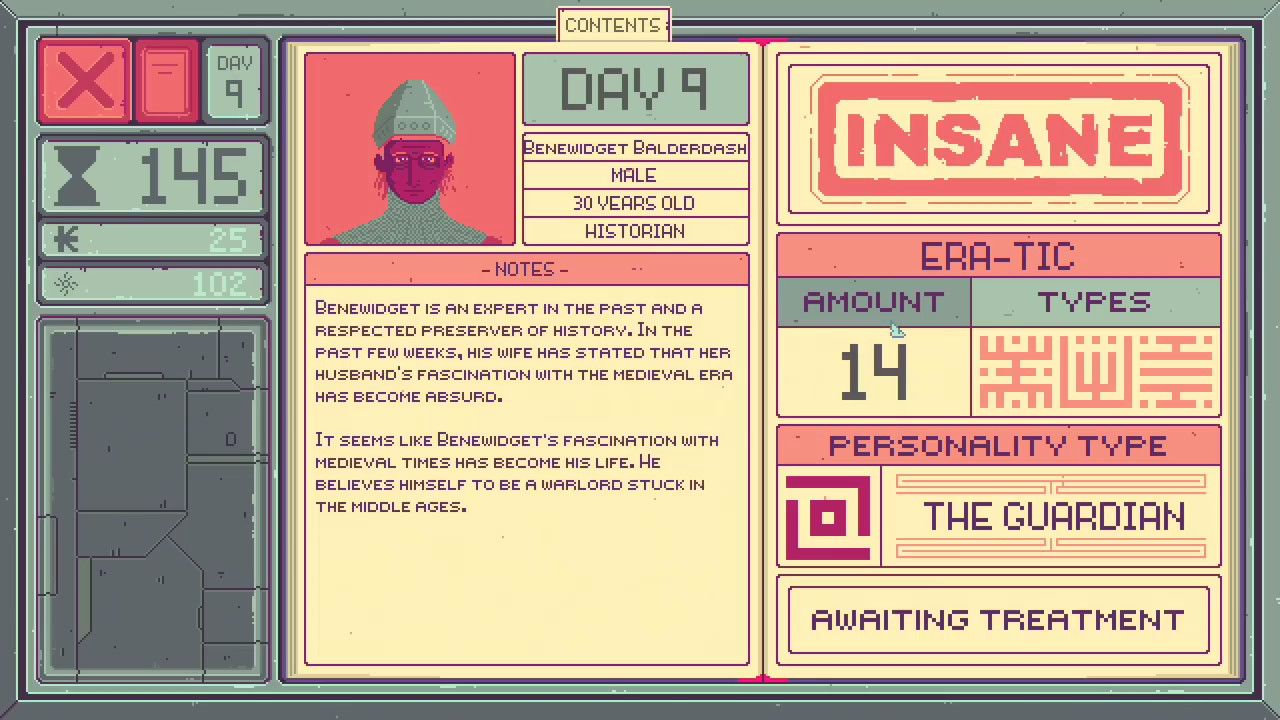 CONTENTS
DAY
9
145
25
102
DAY 9
BENEWIDGET BALDERDASH
MALE
30 YEARS OLD
HISTORIAN
- NOTES -
BENEWIDGET IS AN EXPERT IN THE PAST AND A
RESPECTED PRESERVER OF HISTORY. IN THE
PAST FEW WEEKS, HIS WIFE HAS STATED THAT HER
HUSBAND'S FASCINATION WITH THE MEDIEVAL ERA
HAS BECOME ABSURD.
IT SEEMS LIKE BENEWIDGET'S FASCINATION WITH
MEDIEVAL TIMES HAS BECOME HIS LIFE. HE
BELIEVES HIMSELF TO BE A WARLORD STUCK IN
THE MIDDLE AGES.
INSANE
ERA-TIC
AMOUNT
TYPES
14
PERSONALITY TYPE
THE GUARDIAN
AWAITING TREATMENT